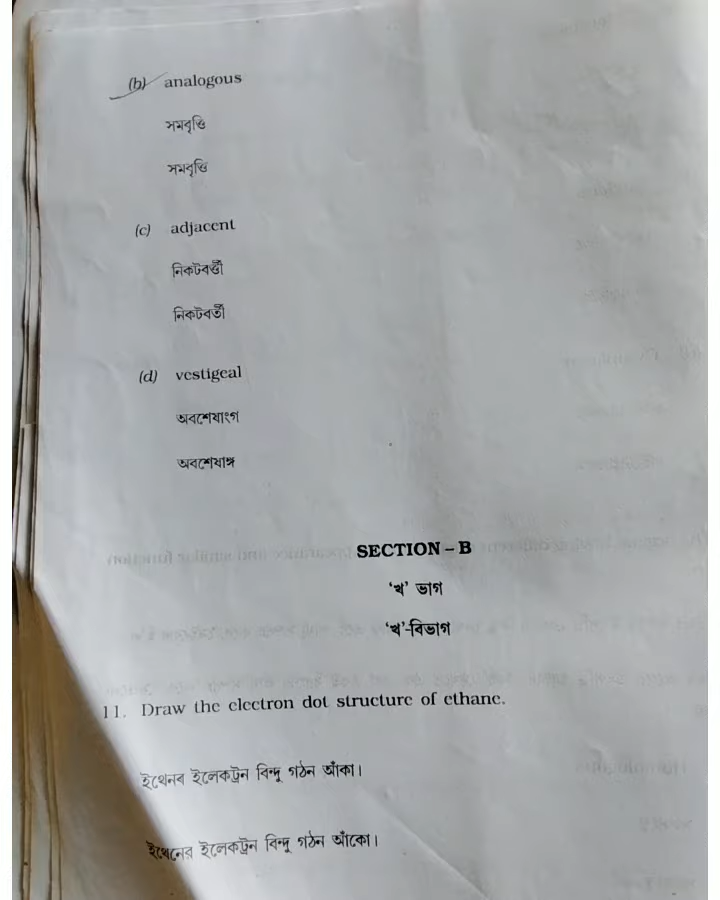 (b) analogous
সমবৃত্তি
সমবৃত্তি
(c) adjacent
নিকটবৰ্ত্তী
নিকটবর্তী
(d) vestigeal
অবশেষাংগ
অবশেষাঙ্গ
SECTION – B
‘খ’ ভাগ
‘খ’-বিভাগ
11. Draw the electron dot structure of ethane.
ইথেনৰ ইলেকট্ৰন বিন্দু গঠন আঁকা।
ইথেনের ইলেকট্রন বিন্দু গঠন আঁকো।